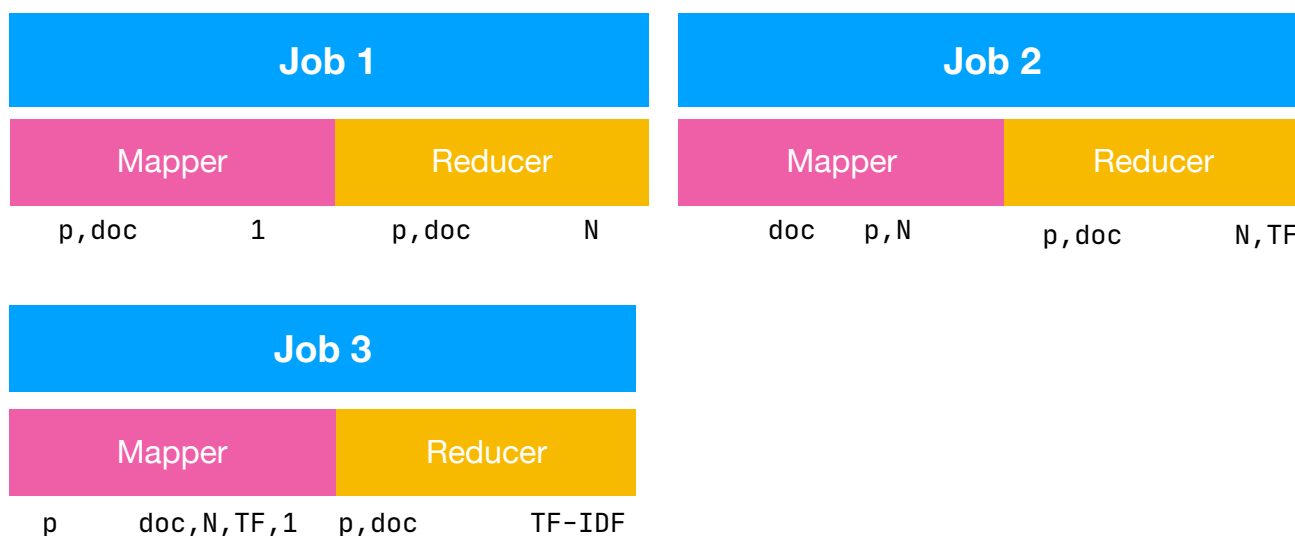 Job 1
Job 2
Mapper Reducer
Mapper Reducer
p,doc 1 p,doc N
doc p,N p,doc N,TF
Job 3
Mapper Reducer
p doc,N,TF,1 p,doc TF-IDF